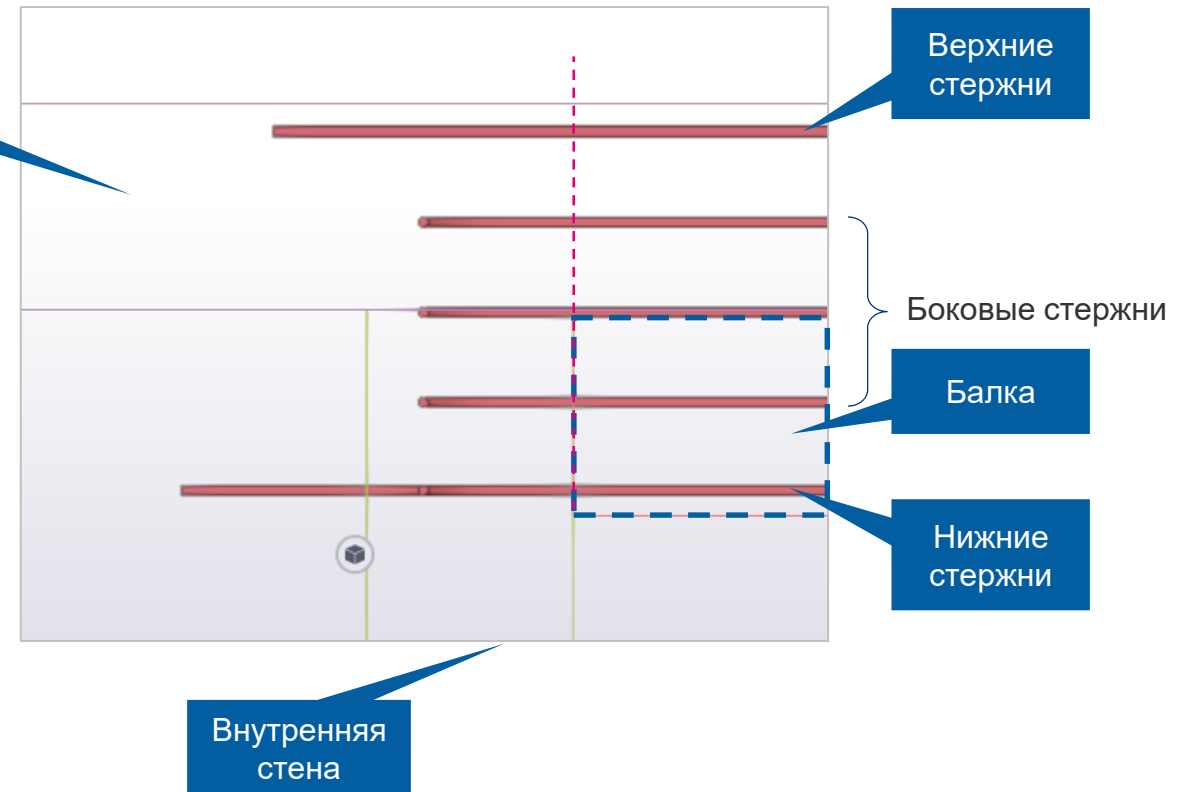 Верхние
стержни
Боковые стержни
Балка
Нижние
стержни
Внутренняя
стена